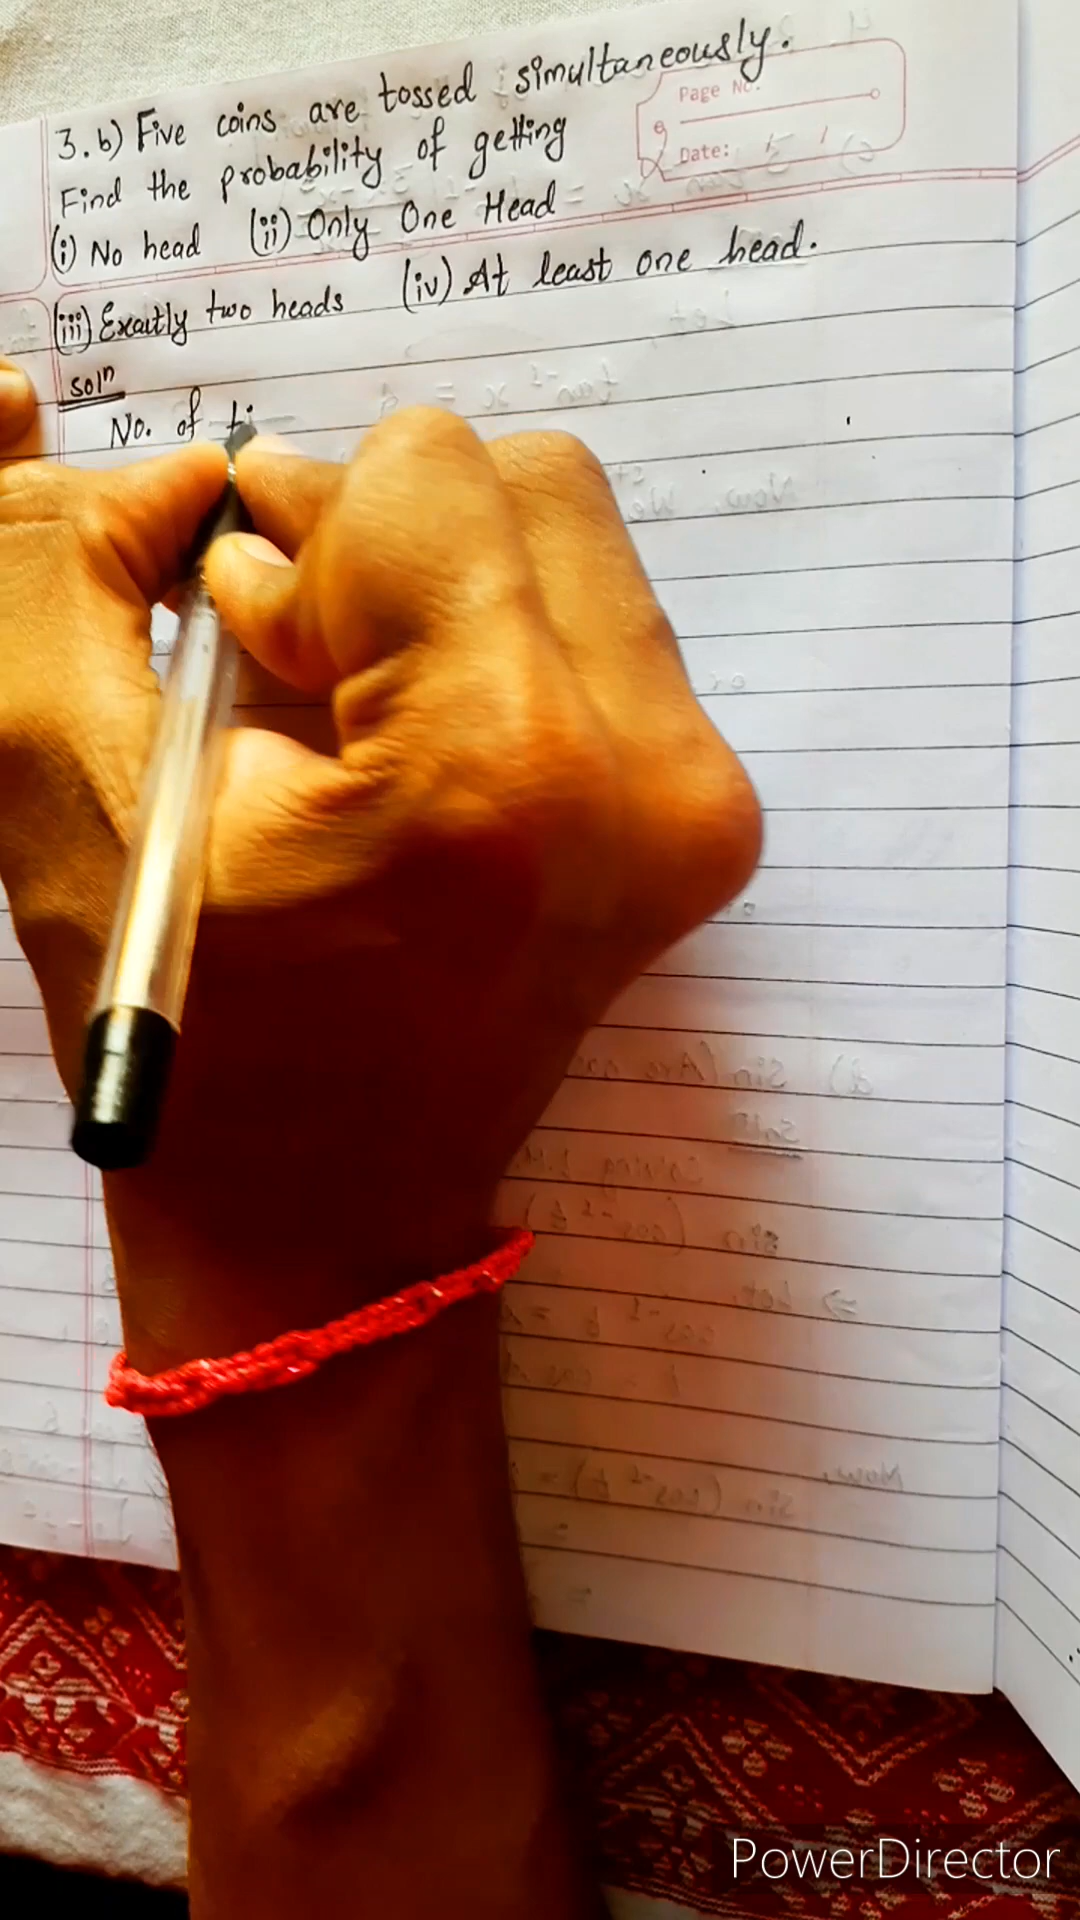 3. b) Five coins are tossed simultaneously.
Find the probability of getting
(i) No head (ii) Only One Head
(iii) Exactly two heads (iv) At least one head.
Page No.
Date:
Soln
No. of ti
PowerDirector